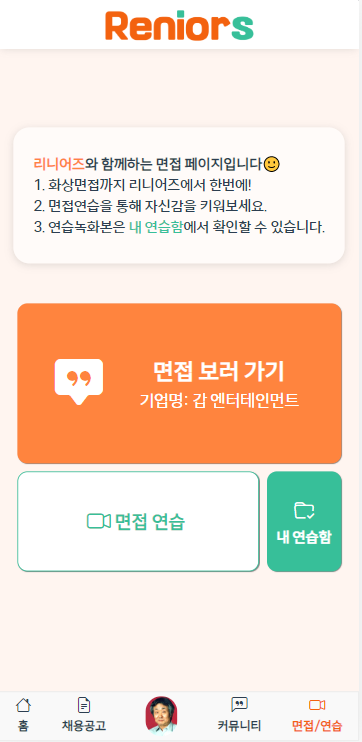 Reniors
리니어즈와 함께하는 면접 페이지입니다🙂
1. 화상면접까지 리니어즈에서 한번에!
2. 면접연습을 통해 자신감을 키워보세요.
3. 연습녹화본은 내 연습함에서 확인할 수 있습니다.
면접 보러 가기
기업명: 갑 엔터테인먼트
면접 연습
내 연습함
홈
채용공고
커뮤니티
면접/연습